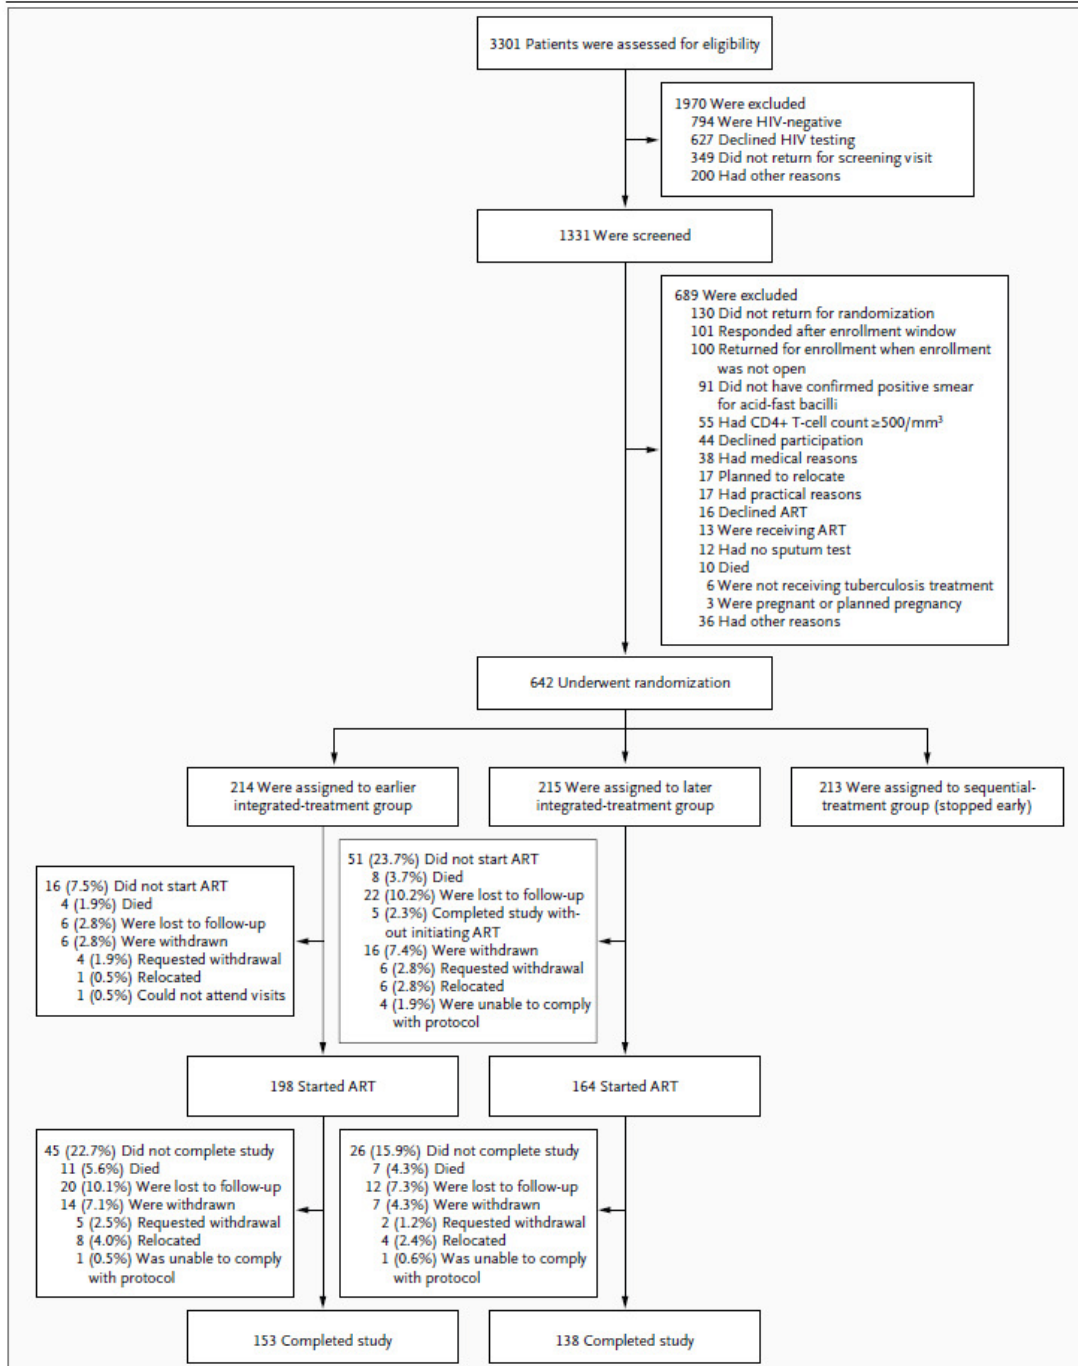 3301 Patients were assessed for eligibility
1970 Were excluded
794 Were HIV-negative
627 Declined HIV testing
349 Did not return for screening visit
200 Had other reasons
1331 Were screened
689 Were excluded
130 Did not return for randomization
101 Responded after enrollment window
100 Returned for enrollment when enrollment
was not open
91 Did not have confirmed positive smear
for acid-fast bacilli
55 Had CD4+ T-cell count ≥500/mm³
44 Declined participation
38 Had medical reasons
17 Planned to relocate
17 Had practical reasons
16 Declined ART
13 Were receiving ART
12 Had no sputum test
10 Died
6 Were not receiving tuberculosis treatment
3 Were pregnant or planned pregnancy
36 Had other reasons
642 Underwent randomization
214 Were assigned to earlier
integrated-treatment group
215 Were assigned to later
integrated-treatment group
213 Were assigned to sequential-
treatment group (stopped early)
16 (7.5%) Did not start ART
4 (1.9%) Died
6 (2.8%) Were lost to follow-up
6 (2.8%) Were withdrawn
4 (1.9%) Requested withdrawal
1 (0.5%) Relocated
1 (0.5%) Could not attend visits
51 (23.7%) Did not start ART
8 (3.7%) Died
22 (10.2%) Were lost to follow-up
5 (2.3%) Completed study with-
out initiating ART
16 (7.4%) Were withdrawn
6 (2.8%) Requested withdrawal
6 (2.8%) Relocated
4 (1.9%) Were unable to comply
with protocol
198 Started ART
164 Started ART
45 (22.7%) Did not complete study
11 (5.6%) Died
20 (10.1%) Were lost to follow-up
14 (7.1%) Were withdrawn
5 (2.5%) Requested withdrawal
8 (4.0%) Relocated
1 (0.5%) Was unable to comply
with protocol
26 (15.9%) Did not complete study
7 (4.3%) Died
12 (7.3%) Were lost to follow-up
7 (4.3%) Were withdrawn
2 (1.2%) Requested withdrawal
4 (2.4%) Relocated
1 (0.6%) Was unable to comply
with protocol
153 Completed study
138 Completed study